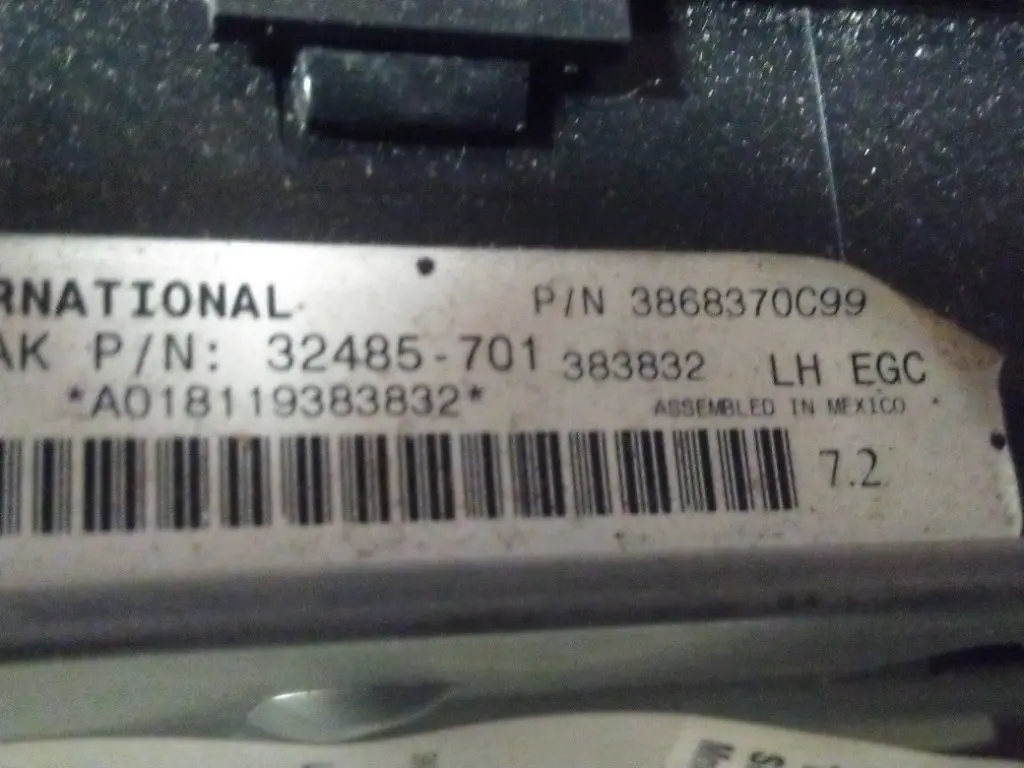 RNATIONAL P/N 3868370C99
AK P/N: 32485-701 383832 LH EGC
*A018119383832* ASSEMBLED IN MEXICO
7.2